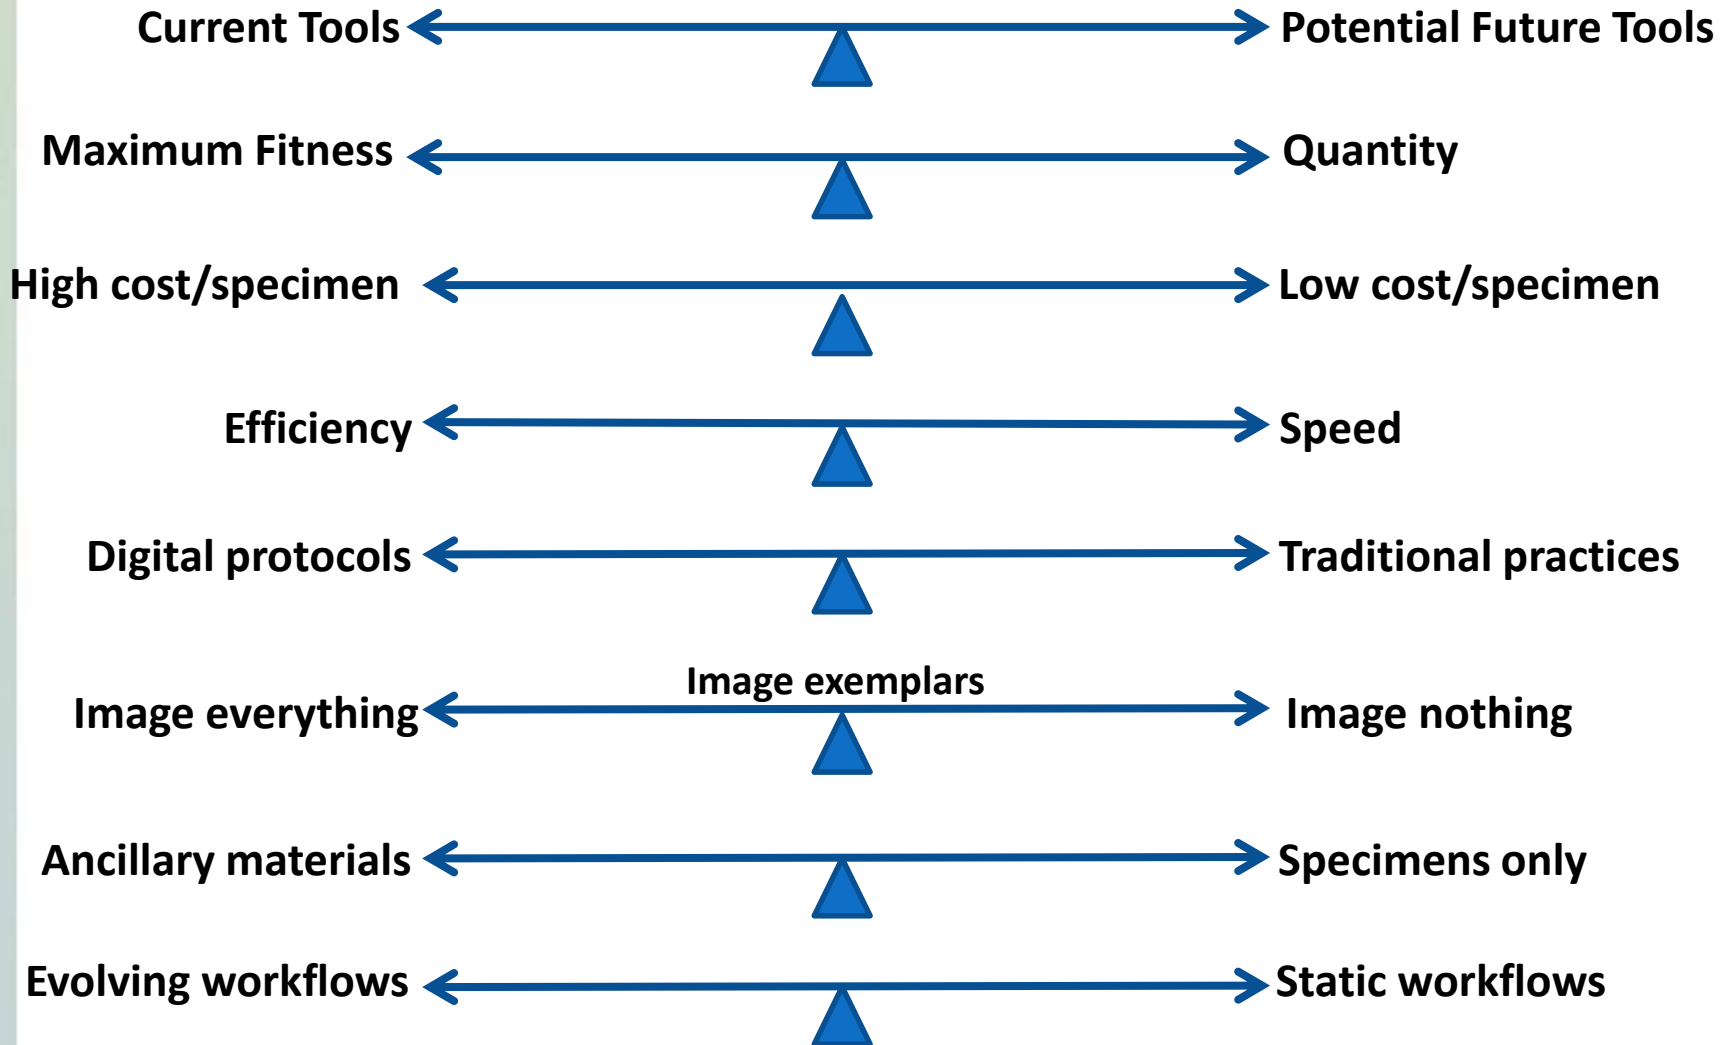 Current Tools Potential Future Tools
Maximum Fitness Quantity
High cost/specimen Low cost/specimen
Efficiency Speed
Digital protocols Traditional practices
Image exemplars
Image everything Image nothing
Ancillary materials Specimens only
Evolving workflows Static workflows